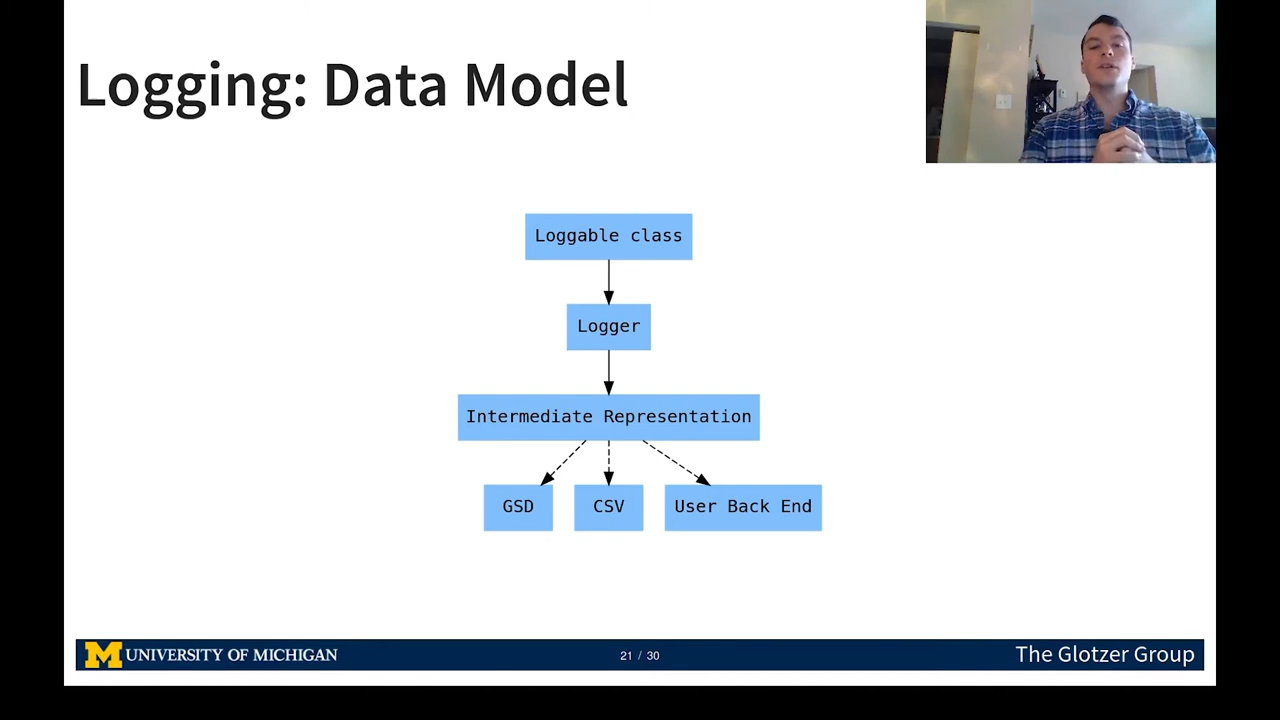 Logging: Data Model
Loggable class
Logger
Intermediate Representation
GSD
CSV
User Back End
M UNIVERSITY OF MICHIGAN
21 / 30
The Glotzer Group